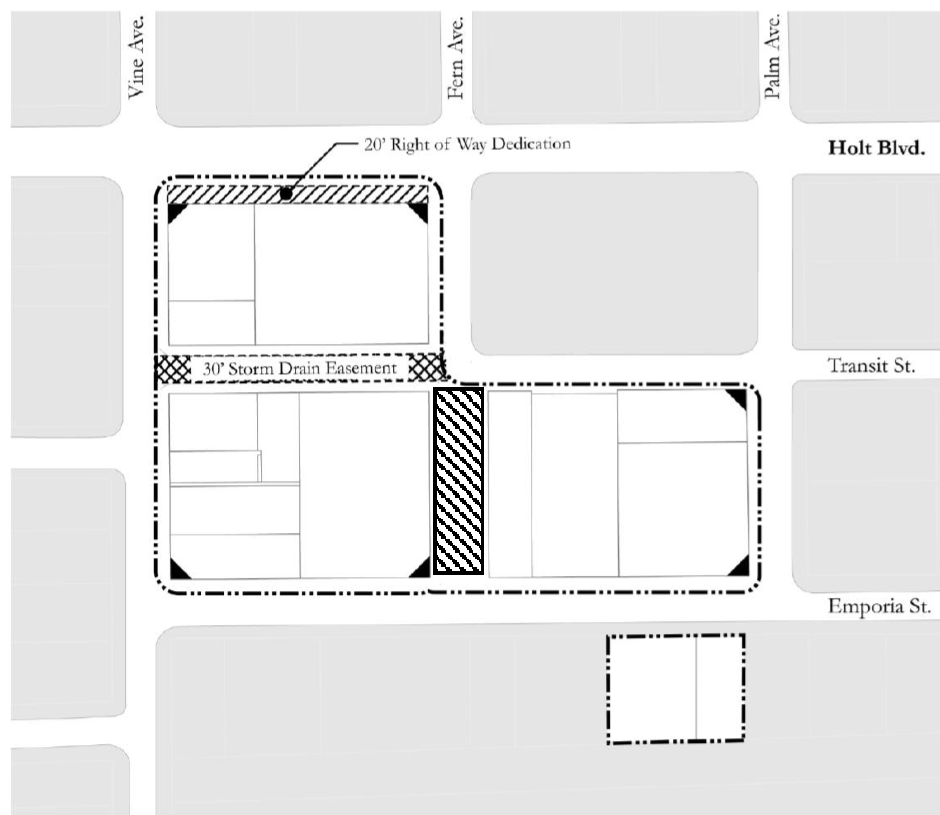 Vine Ave.
Fern Ave.
Palm Ave.
20' Right of Way Dedication
Holt Blvd.
30' Storm Drain Easement
Transit St.
Emporia St.